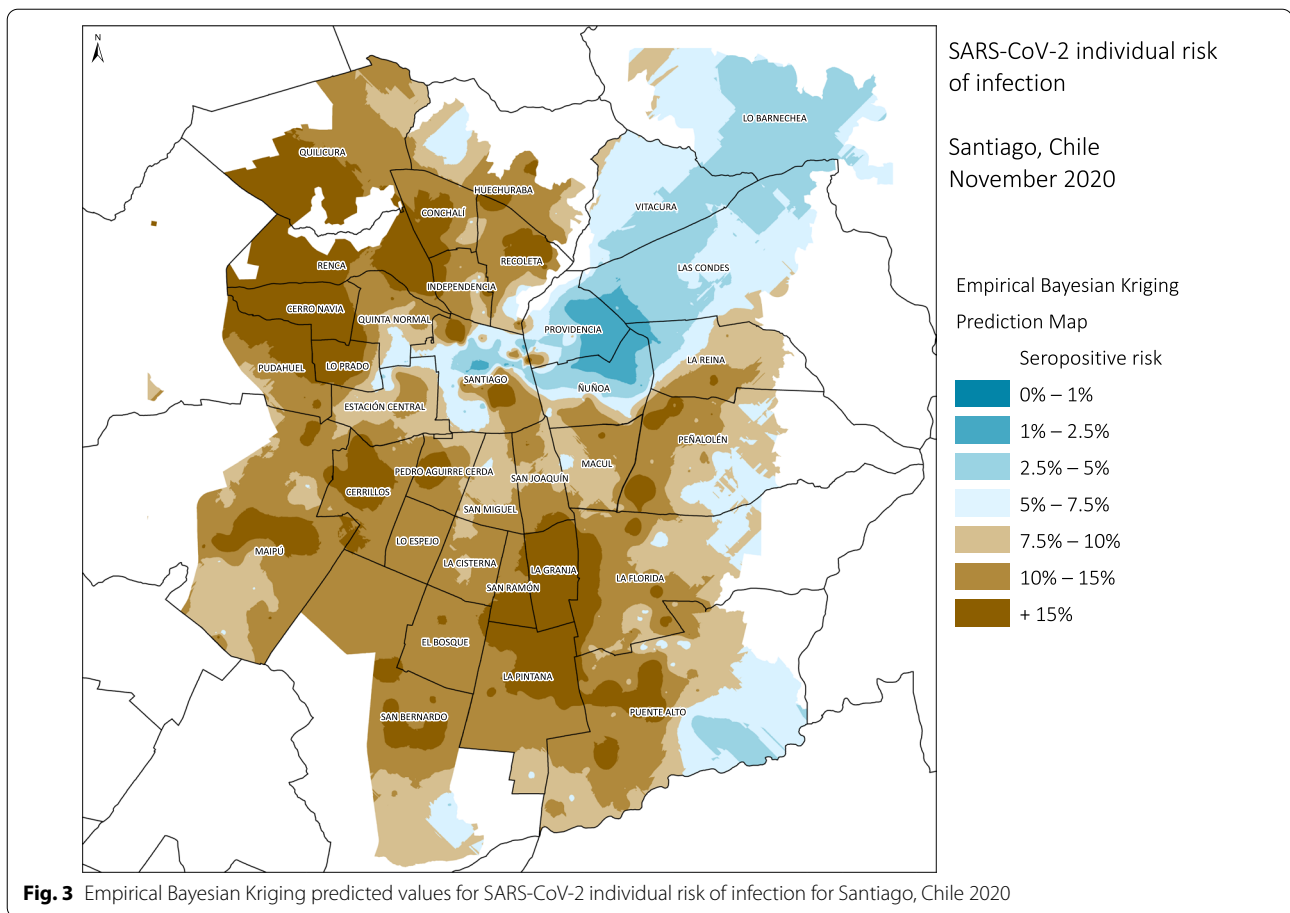 N
SARS-CoV-2 individual risk
of infection
Santiago, Chile
November 2020
LO BARNECHEA
QUILICURA
HUECHURABA
VITACURA
CONCHALÍ
RECOLETA
RENCA
LAS CONDES
INDEPENDENCIA
CERRO NAVIA
QUINTA NORMAL
PROVIDENCIA
LA REINA
PUDAHUEL
LO PRADO
SANTIAGO
ÑUÑOA
ESTACIÓN CENTRAL
PEÑALOLÉN
PEDRO AGUIRRE CERDA
MACUL
SAN JOAQUÍN
CERRILLOS
SAN MIGUEL
LO ESPEJO
MAIPÚ
LA CISTERNA
LA GRANJA
LA FLORIDA
SAN RAMÓN
EL BOSQUE
LA PINTANA
PUENTE ALTO
SAN BERNARDO
Empirical Bayesian Kriging
Prediction Map
Seropositive risk
0% – 1%
1% – 2.5%
2.5% – 5%
5% – 7.5%
7.5% – 10%
10% – 15%
+ 15%
Fig. 3 Empirical Bayesian Kriging predicted values for SARS-CoV-2 individual risk of infection for Santiago, Chile 2020